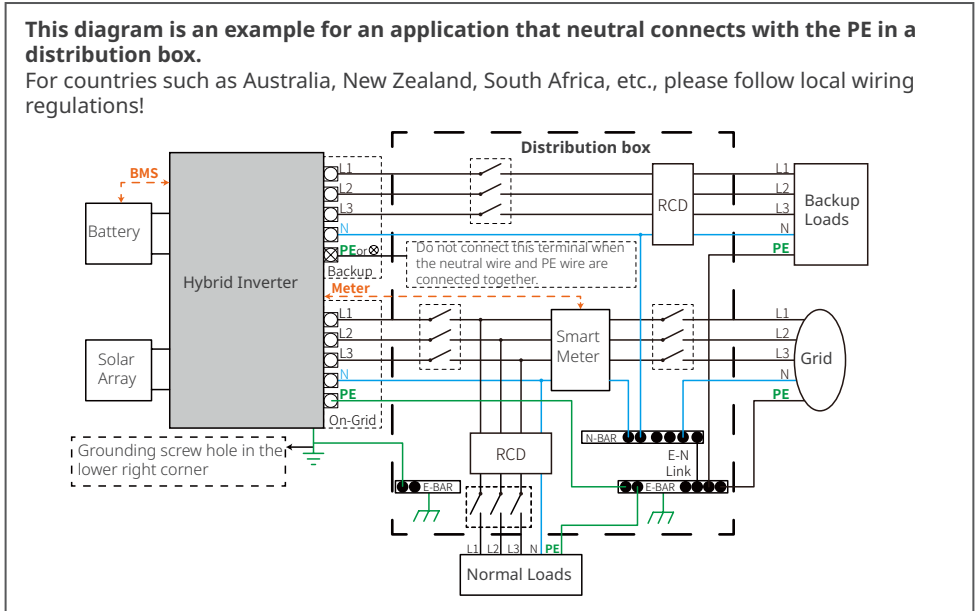 This diagram is an example for an application that neutral connects with the PE in a
distribution box.
For countries such as Australia, New Zealand, South Africa, etc., please follow local wiring
regulations!
Distribution box
BMS
Battery
Hybrid Inverter
Solar
Array
L1
L2
L3
N
PE or ⊗
Backup
Do not connect this terminal when
the neutral wire and PE wire are
connected together.
RCD
L1
L2
L3
N
PE
Backup
Loads
Meter
L1
L2
L3
N
PE
On-Grid
Smart
Meter
L1
L2
L3
N
PE
Grid
Grounding screw hole in the
lower right corner
RCD
N-BAR
E-N
Link
E-BAR
E-BAR
L1 L2 L3 N PE
Normal Loads